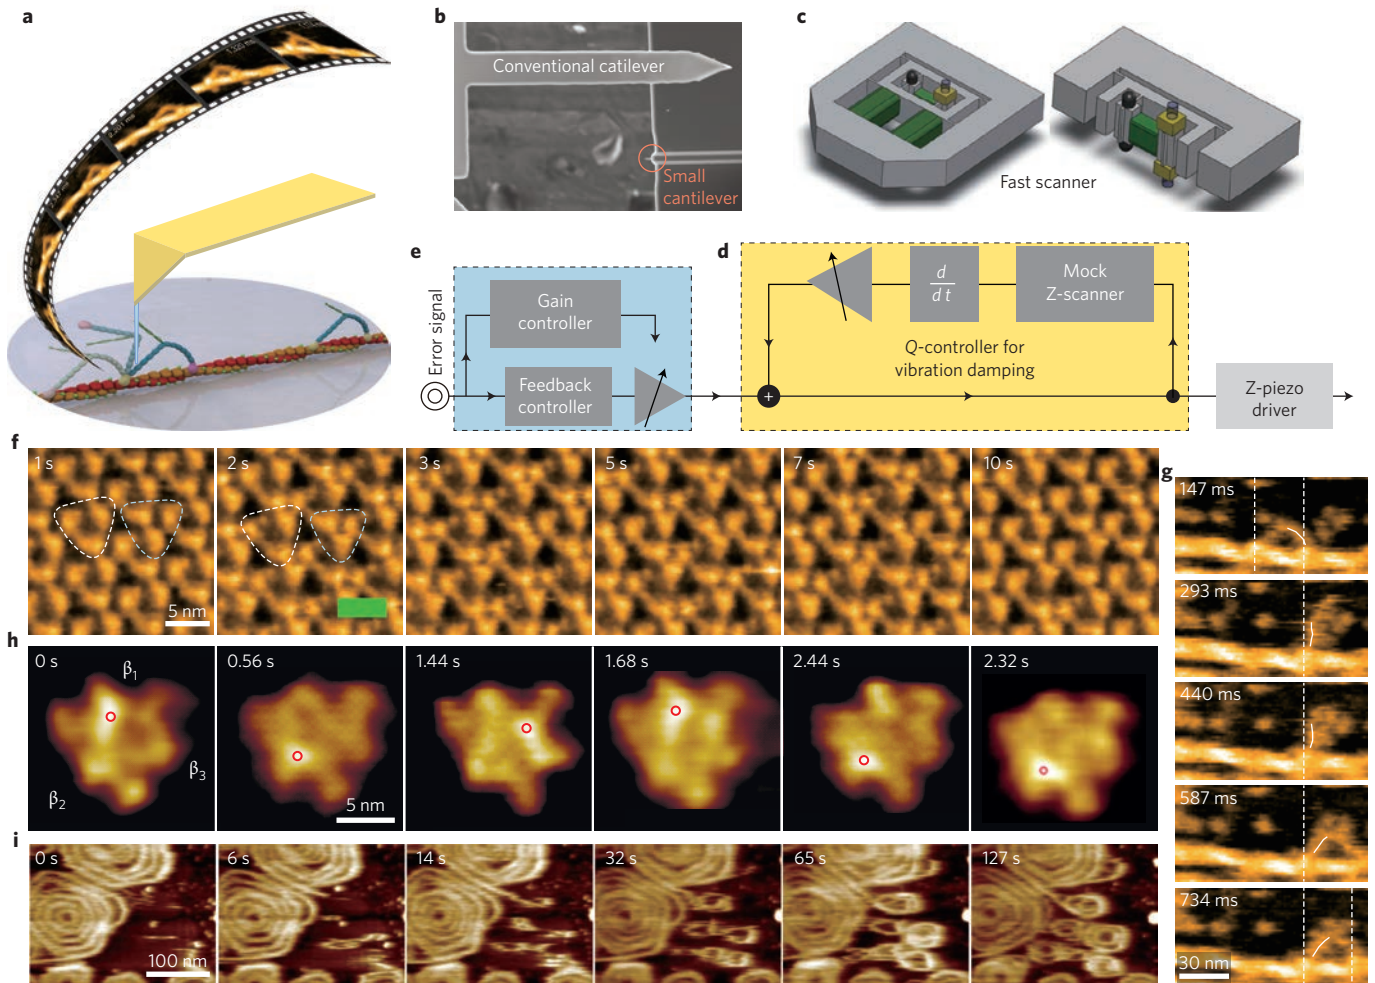 a
b
Conventional catilever
Small
cantilever
c
Fast scanner
e
Error signal
Gain
controller
Feedback
controller
d
d
d t
Mock
Z-scanner
Q-controller for
vibration damping
+
Z-piezo
driver
f
1 s
2 s
3 s
5 s
7 s
10 s
5 nm
g
147 ms
293 ms
440 ms
587 ms
734 ms
30 nm
h
0 s
0.56 s
1.44 s
1.68 s
2.44 s
2.32 s
β1
β2
β3
5 nm
i
0 s
6 s
14 s
32 s
65 s
127 s
100 nm